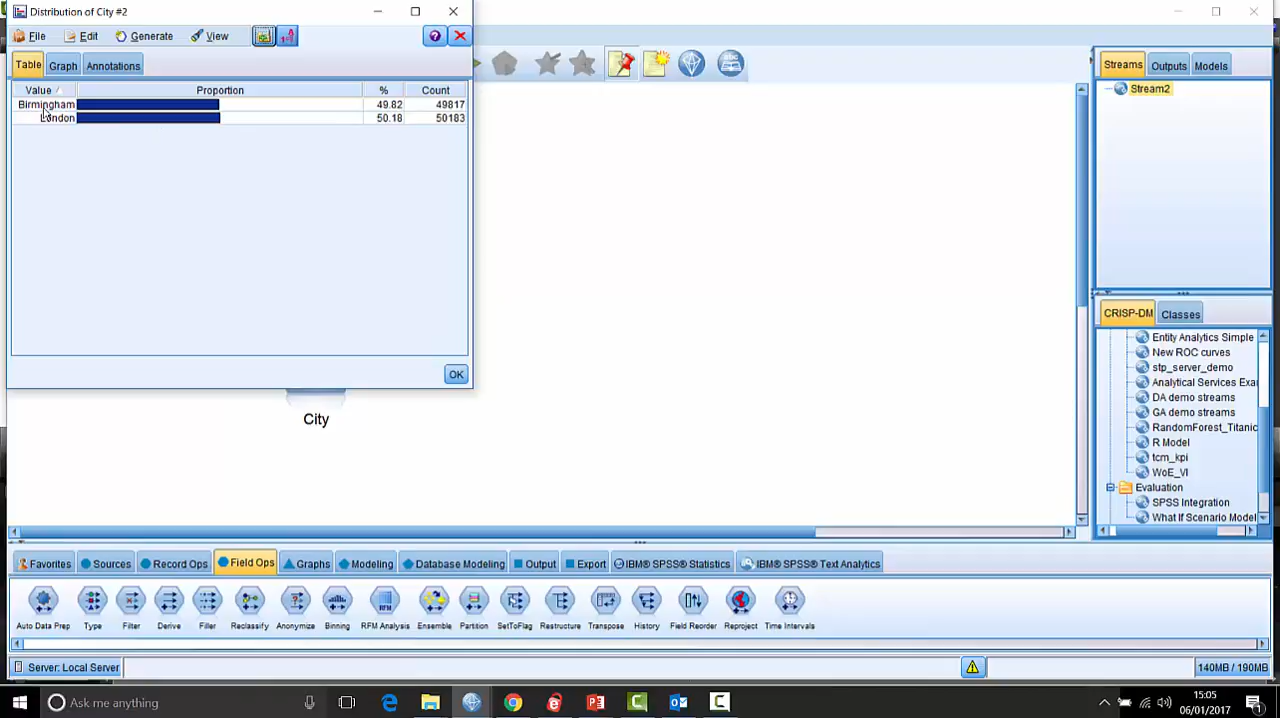 Distribution of City #2
File Edit Generate View
Table Graph Annotations
Value Proportion % Count
Birmingham 49.82 49817
London 50.18 50183
OK
City
Streams Outputs Models
Stream2
CRISP-DM Classes
Entity Analytics Simple
New ROC curves
stp_server_demo
Analytical Services Exa
DA demo streams
GA demo streams
RandomForest_Titanic
R Model
tcm_kpi
WoE_VI
Evaluation
SPSS Integration
What If Scenario Model
Favorites Sources Record Ops Field Ops Graphs Modeling Database Modeling Output Export IBM® SPSS® Statistics IBM® SPSS® Text Analytics
Auto Data Prep Type Filter Derive Filler Reclassify Anonymize Binning RFM Analysis Ensemble Partition SetToFlag Restructure Transpose History Field Reorder Reproject Time Intervals
Server: Local Server 140MB / 190MB
Ask me anything 15:05
06/01/2017